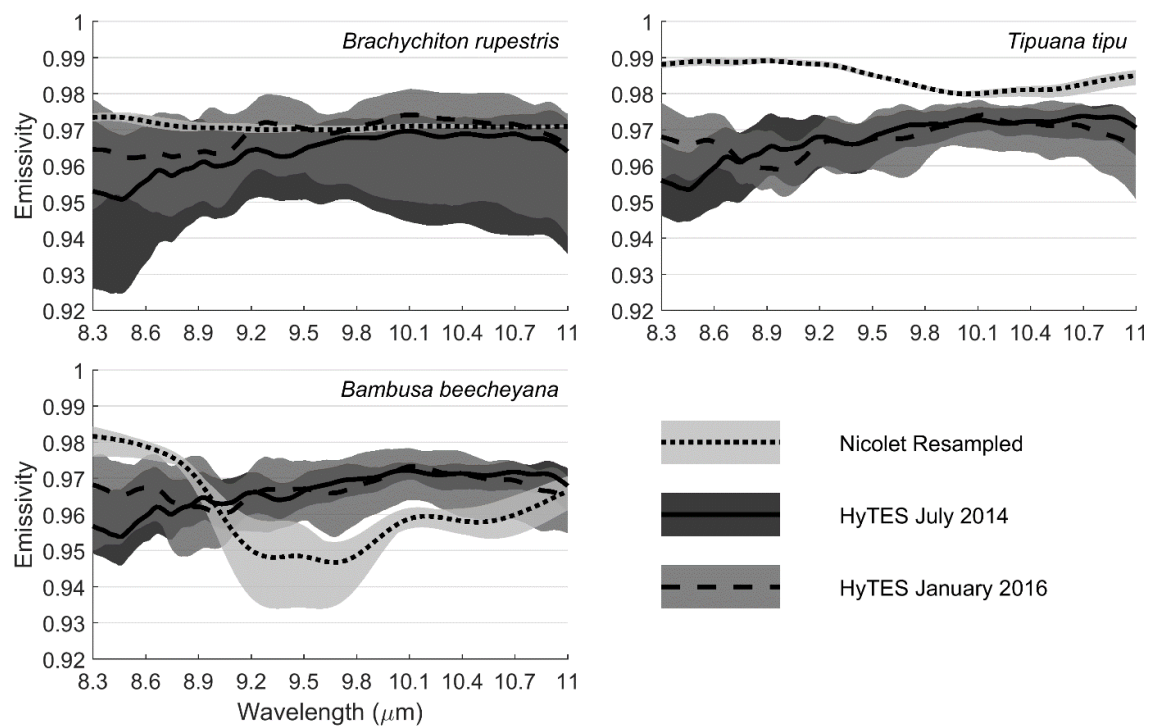 Brachychiton rupestris
Emissivity
1
0.99
0.98
0.97
0.96
0.95
0.94
0.93
0.92
8.3 8.6 8.9 9.2 9.5 9.8 10.1 10.4 10.7 11
Tipuana tipu
1
0.99
0.98
0.97
0.96
0.95
0.94
0.93
0.92
8.3 8.6 8.9 9.2 9.5 9.8 10.1 10.4 10.7 11
Bambusa beecheyana
Emissivity
1
0.99
0.98
0.97
0.96
0.95
0.94
0.93
0.92
8.3 8.6 8.9 9.2 9.5 9.8 10.1 10.4 10.7 11
Wavelength (μm)
Nicolet Resampled
HyTES July 2014
HyTES January 2016